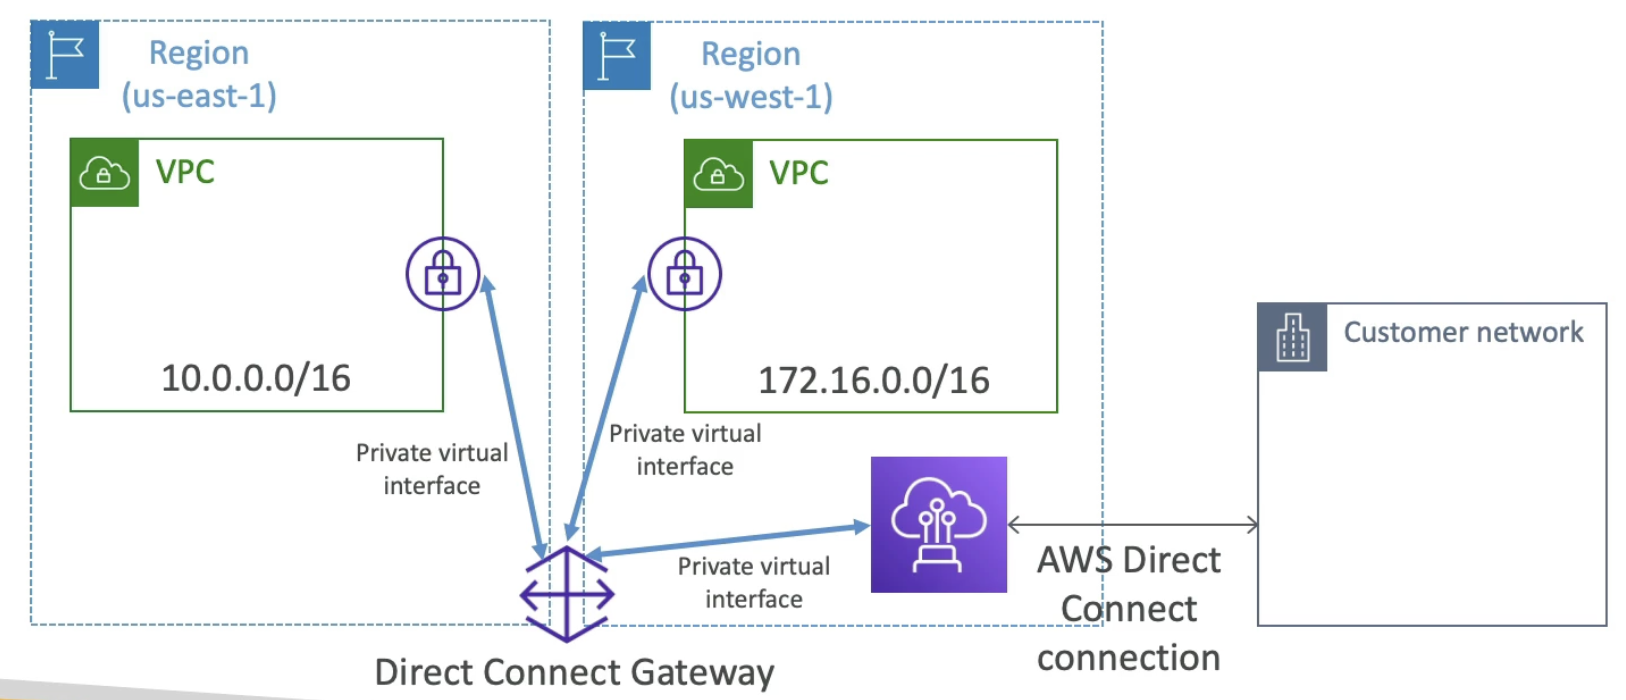 Region
(us-east-1)
Region
(us-west-1)
VPC
VPC
Customer network
10.0.0.0/16
172.16.0.0/16
Private virtual
interface
Private virtual
interface
Private virtual
interface
AWS Direct
Connect
connection
Direct Connect Gateway